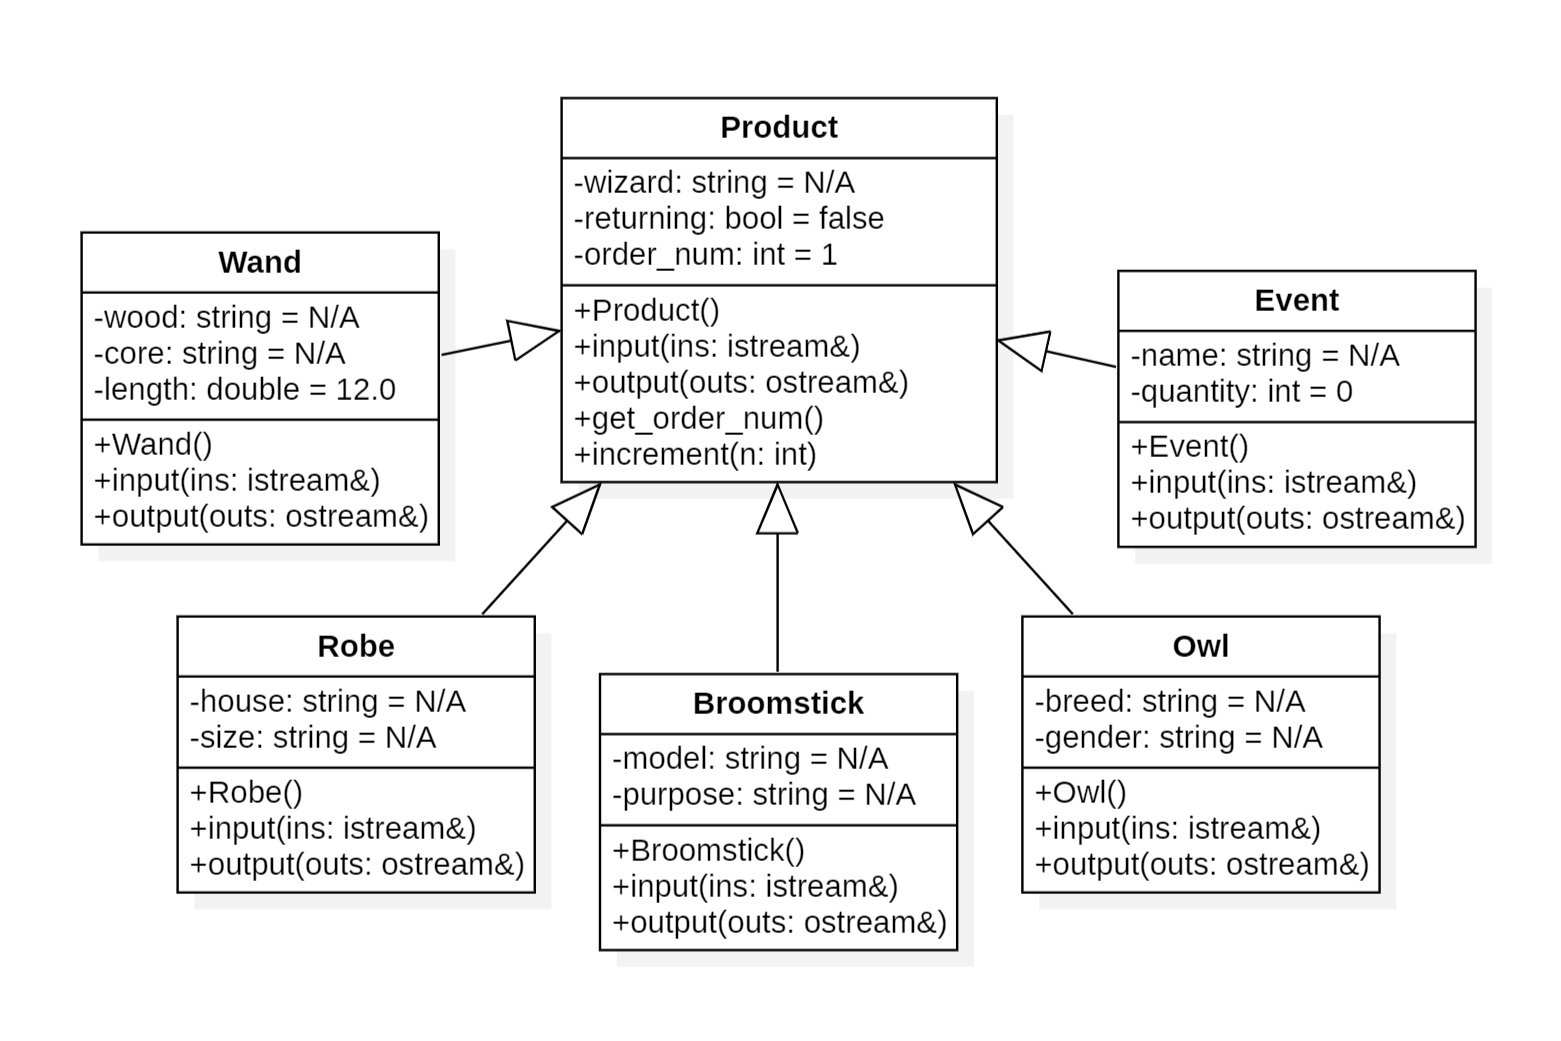 Product
-wizard: string = N/A
-returning: bool = false
-order_num: int = 1
+Product()
+input(ins: istream&)
+output(outs: ostream&)
+get_order_num()
+increment(n: int)
Wand
-wood: string = N/A
-core: string = N/A
-length: double = 12.0
+Wand()
+input(ins: istream&)
+output(outs: ostream&)
Event
-name: string = N/A
-quantity: int = 0
+Event()
+input(ins: istream&)
+output(outs: ostream&)
Robe
-house: string = N/A
-size: string = N/A
+Robe()
+input(ins: istream&)
+output(outs: ostream&)
Broomstick
-model: string = N/A
-purpose: string = N/A
+Broomstick()
+input(ins: istream&)
+output(outs: ostream&)
Owl
-breed: string = N/A
-gender: string = N/A
+Owl()
+input(ins: istream&)
+output(outs: ostream&)